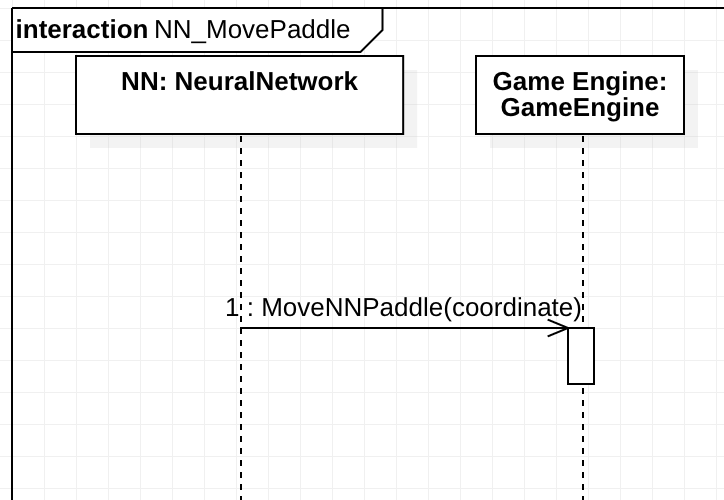 interaction NN_MovePaddle
NN: NeuralNetwork
Game Engine:
GameEngine
1 : MoveNNPaddle(coordinate)